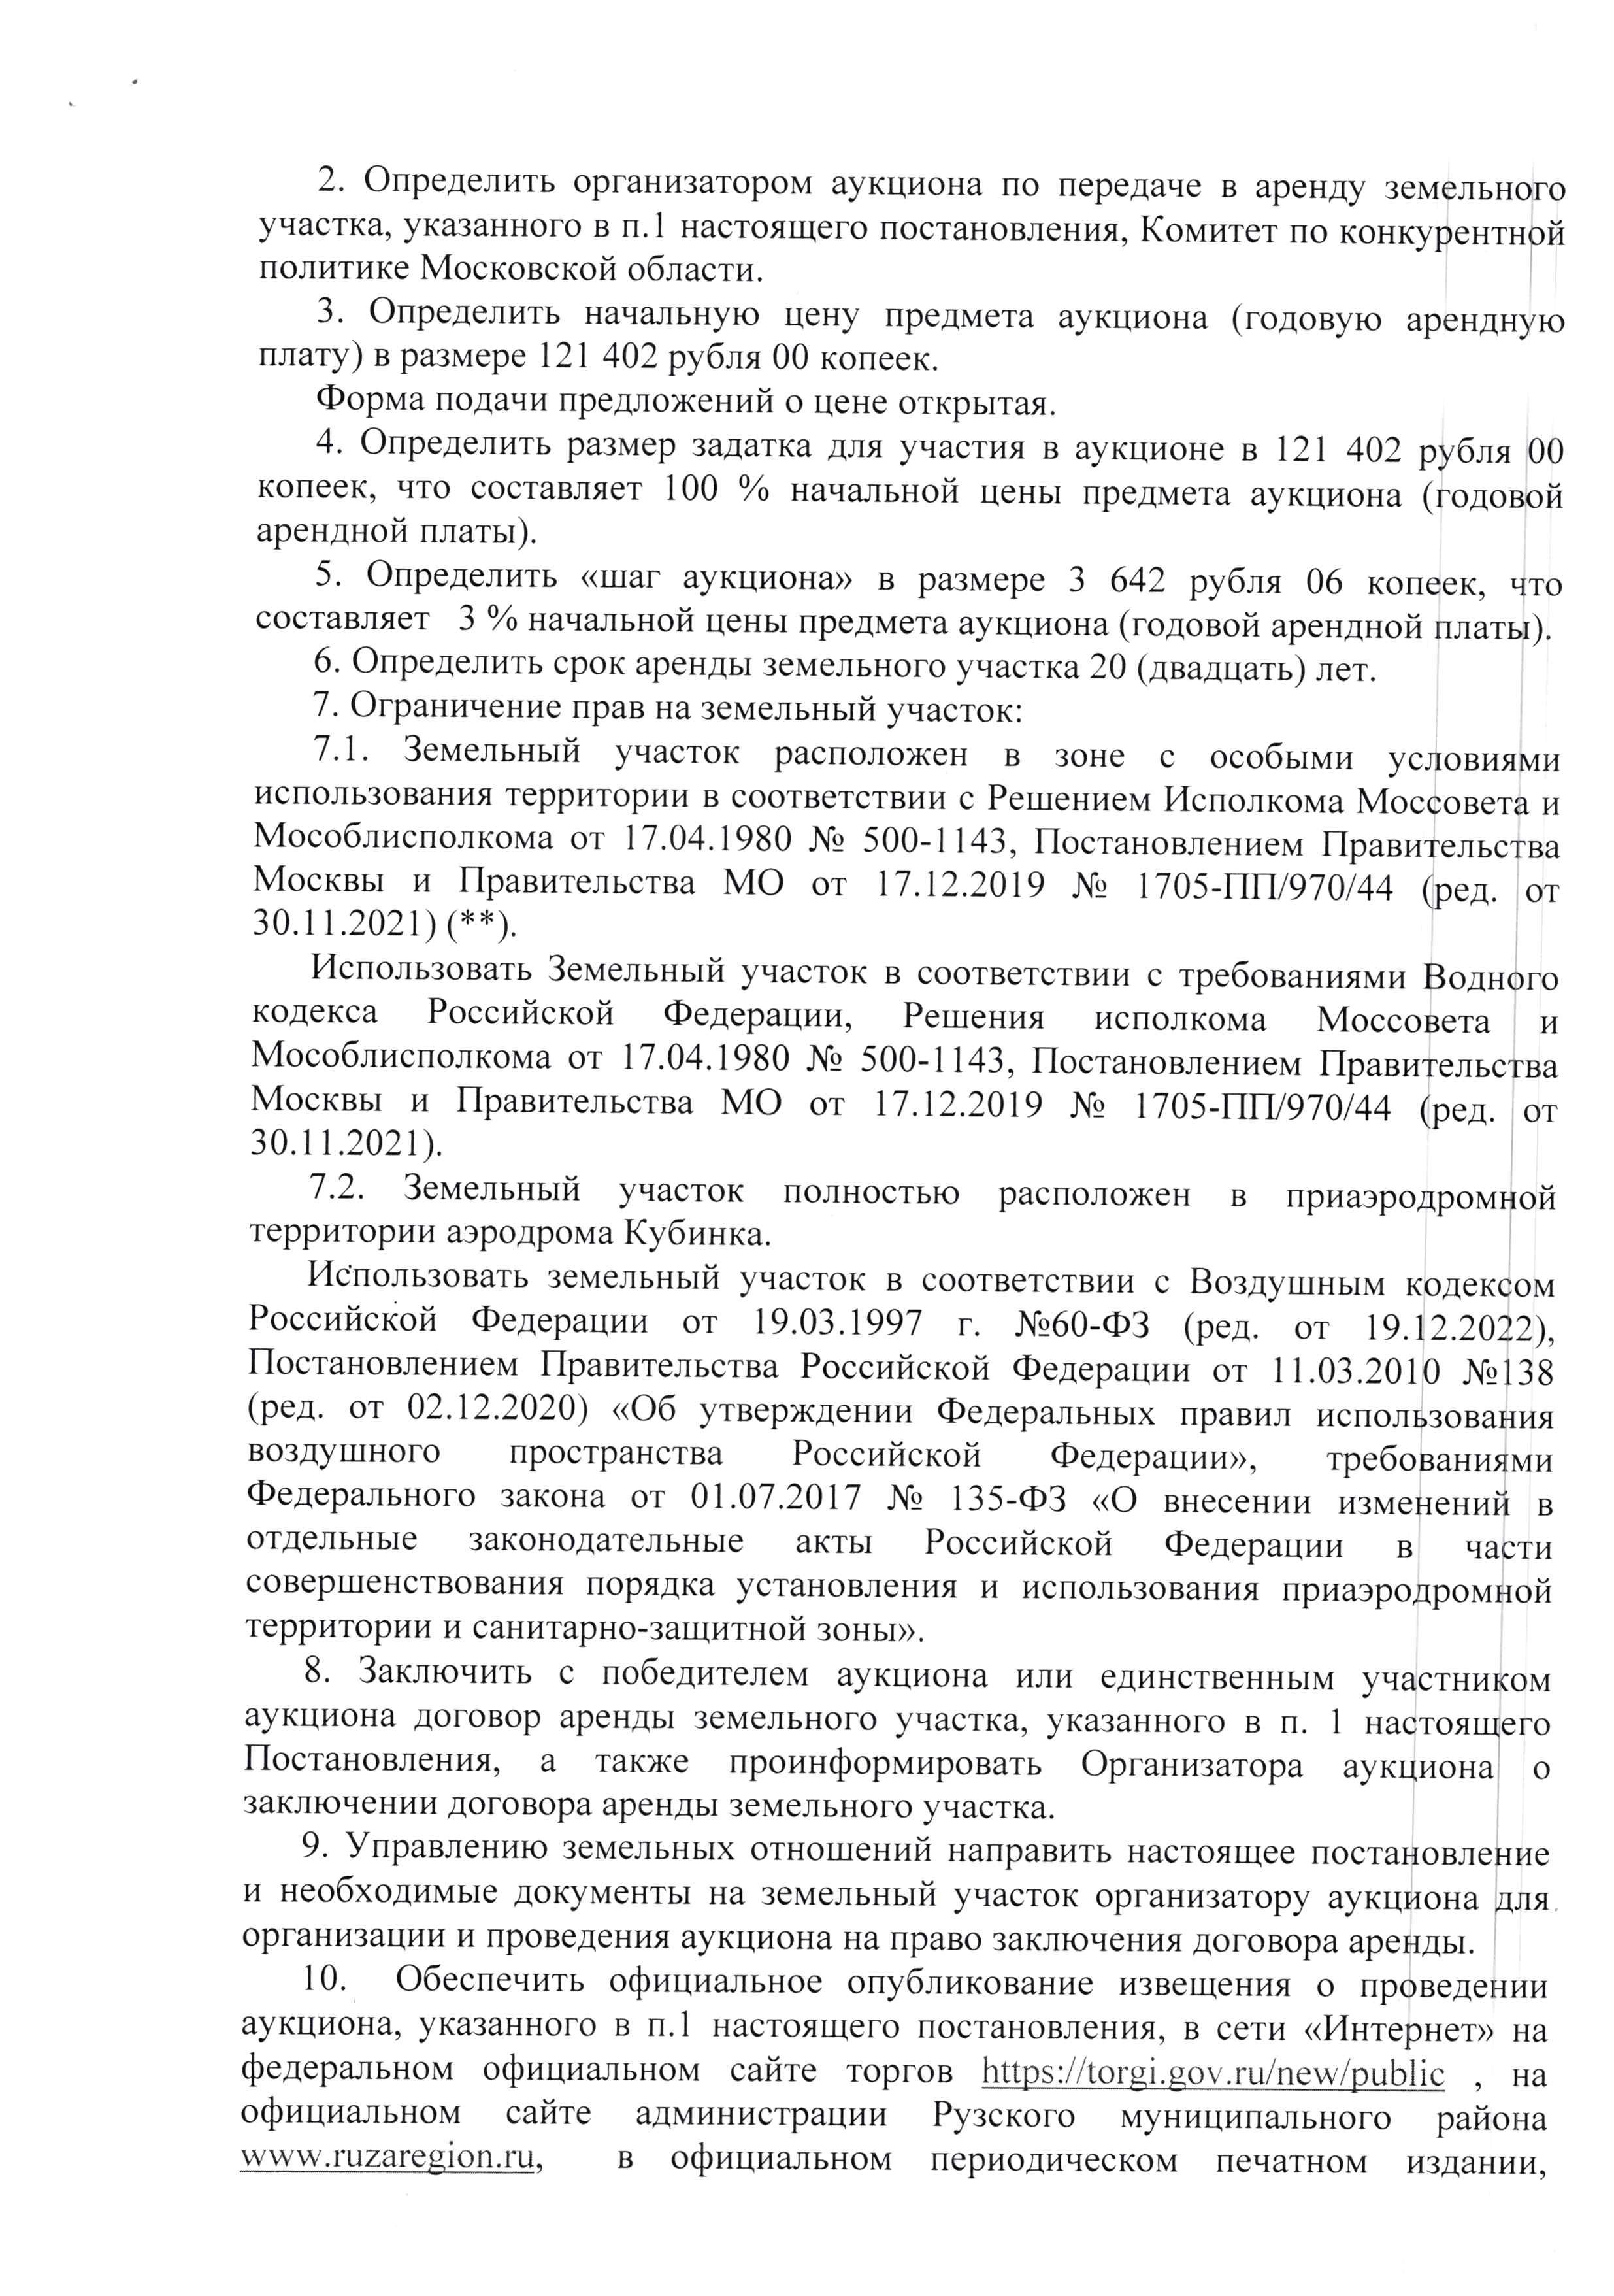 2. Определить организатором аукциона по передаче в аренду земельного
участка, указанного в п.1 настоящего постановления, Комитет по конкурентной
политике Московской области.
3. Определить начальную цену предмета аукциона (годовую арендную
плату) в размере 121 402 рубля 00 копеек.
Форма подачи предложений о цене открытая.
4. Определить размер задатка для участия в аукционе в 121 402 рубля 00
копеек, что составляет 100 % начальной цены предмета аукциона (годовой
арендной платы).
5. Определить «шаг аукциона» в размере 3 642 рубля 06 копеек, что
составляет 3 % начальной цены предмета аукциона (годовой арендной платы).
6. Определить срок аренды земельного участка 20 (двадцать) лет.
7. Ограничение прав на земельный участок:
7.1. Земельный участок расположен в зоне с особыми условиями
использования территории в соответствии с Решением Исполкома Моссовета и
Мособлисполкома от 17.04.1980 № 500-1143, Постановлением Правительства
Москвы и Правительства МО от 17.12.2019 № 1705-ПП/970/44 (ред. от
30.11.2021) (**).
Использовать Земельный участок в соответствии с требованиями Водного
кодекса Российской Федерации, Решения исполкома Моссовета и
Мособлисполкома от 17.04.1980 № 500-1143, Постановлением Правительства
Москвы и Правительства МО от 17.12.2019 № 1705-ПП/970/44 (ред. от
30.11.2021).
7.2. Земельный участок полностью расположен в приаэродромной
территории аэродрома Кубинка.
Использовать земельный участок в соответствии с Воздушным кодексом
Российской Федерации от 19.03.1997 г. №60-ФЗ (ред. от 19.12.2022),
Постановлением Правительства Российской Федерации от 11.03.2010 №138
(ред. от 02.12.2020) «Об утверждении Федеральных правил использования
воздушного пространства Российской Федерации», требованиями
Федерального закона от 01.07.2017 № 135-ФЗ «О внесении изменений в
отдельные законодательные акты Российской Федерации в части
совершенствования порядка установления и использования приаэродромной
территории и санитарно-защитной зоны».
8. Заключить с победителем аукциона или единственным участником
аукциона договор аренды земельного участка, указанного в п. 1 настоящего
Постановления, а также проинформировать Организатора аукциона о
заключении договора аренды земельного участка.
9. Управлению земельных отношений направить настоящее постановление
и необходимые документы на земельный участок организатору аукциона для
организации и проведения аукциона на право заключения договора аренды.
10. Обеспечить официальное опубликование извещения о проведении
аукциона, указанного в п.1 настоящего постановления, в сети «Интернет» на
федеральном официальном сайте торгов https://torgi.gov.ru/new/public , на
официальном сайте администрации Рузского муниципального района
www.ruzaregion.ru, в официальном периодическом печатном издании,